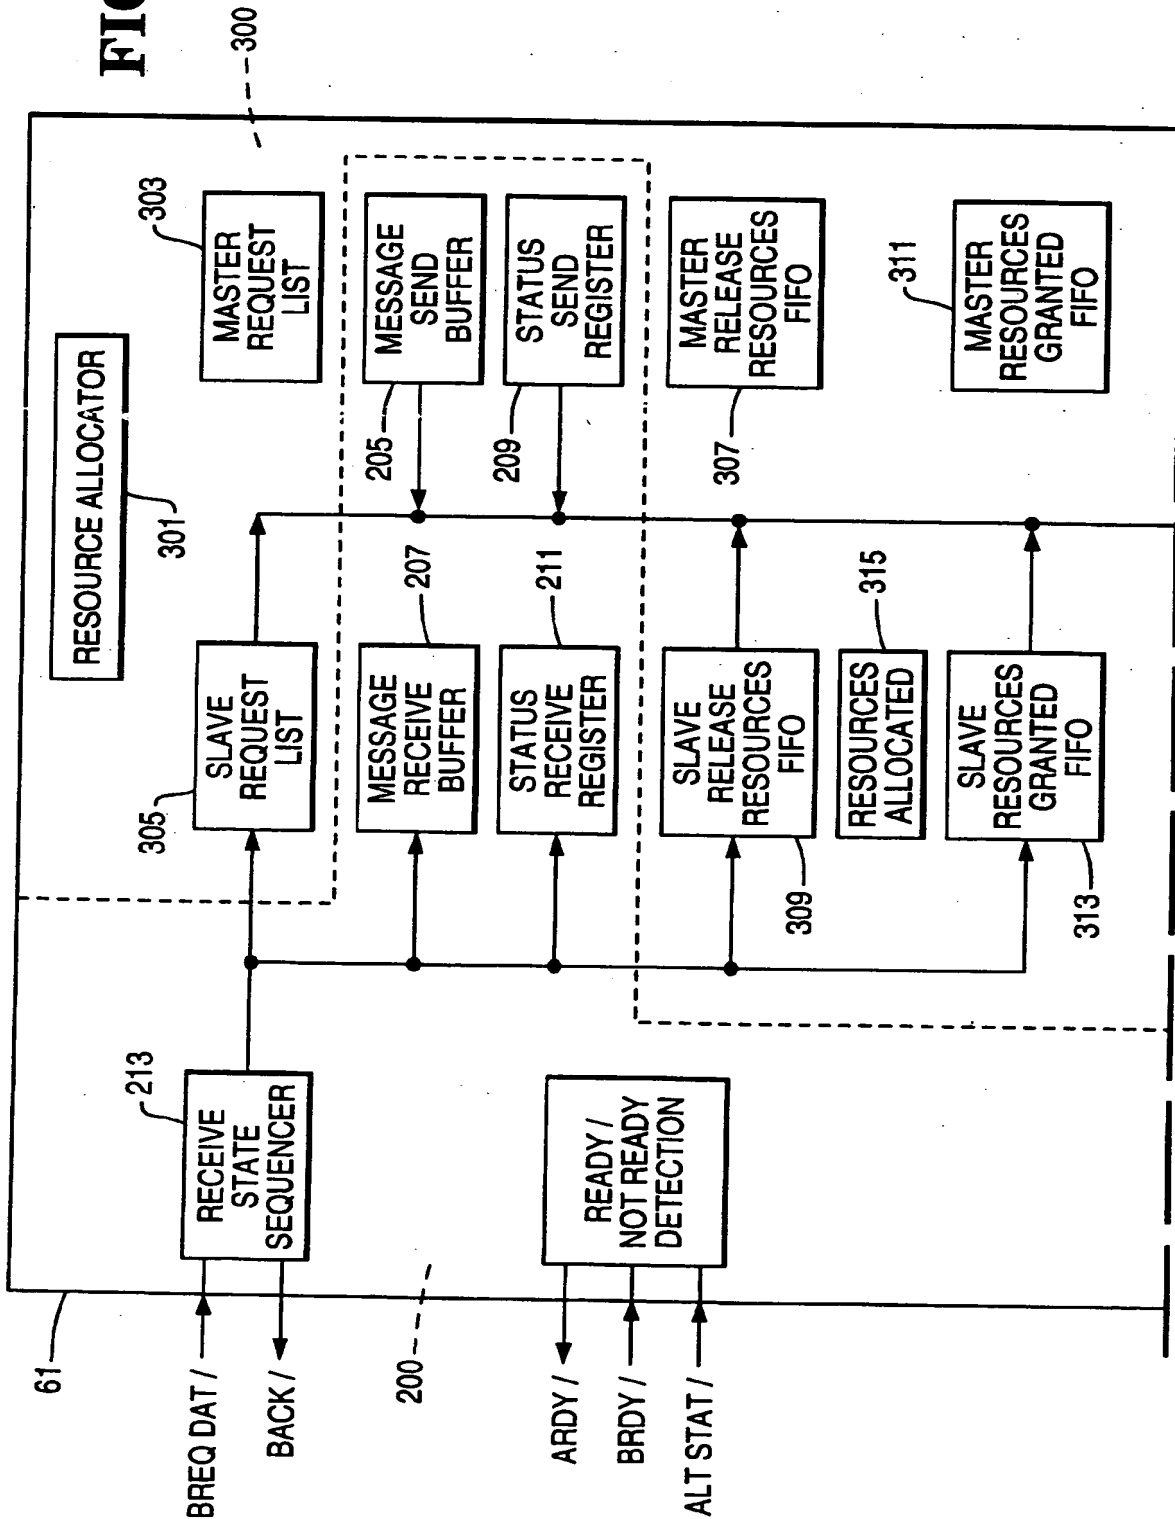 FIG
300
RESOURCE ALLOCATOR
301
303
MASTER
REQUEST
LIST
305
SLAVE
REQUEST
LIST
213
RECEIVE
STATE
SEQUENCER
61
BREQ DAT /
BACK /
MESSAGE
SEND
BUFFER
205
207
MESSAGE
RECEIVE
BUFFER
STATUS
SEND
REGISTER
209
211
STATUS
RECEIVE
REGISTER
200
READY /
NOT READY
DETECTION
ARDY /
BRDY /
ALT STAT /
MASTER
RELEASE
RESOURCES
FIFO
307
SLAVE
RELEASE
RESOURCES
FIFO
309
315
RESOURCES
ALLOCATED
311
MASTER
RESOURCES
GRANTED
FIFO
SLAVE
RESOURCES
GRANTED
FIFO
313